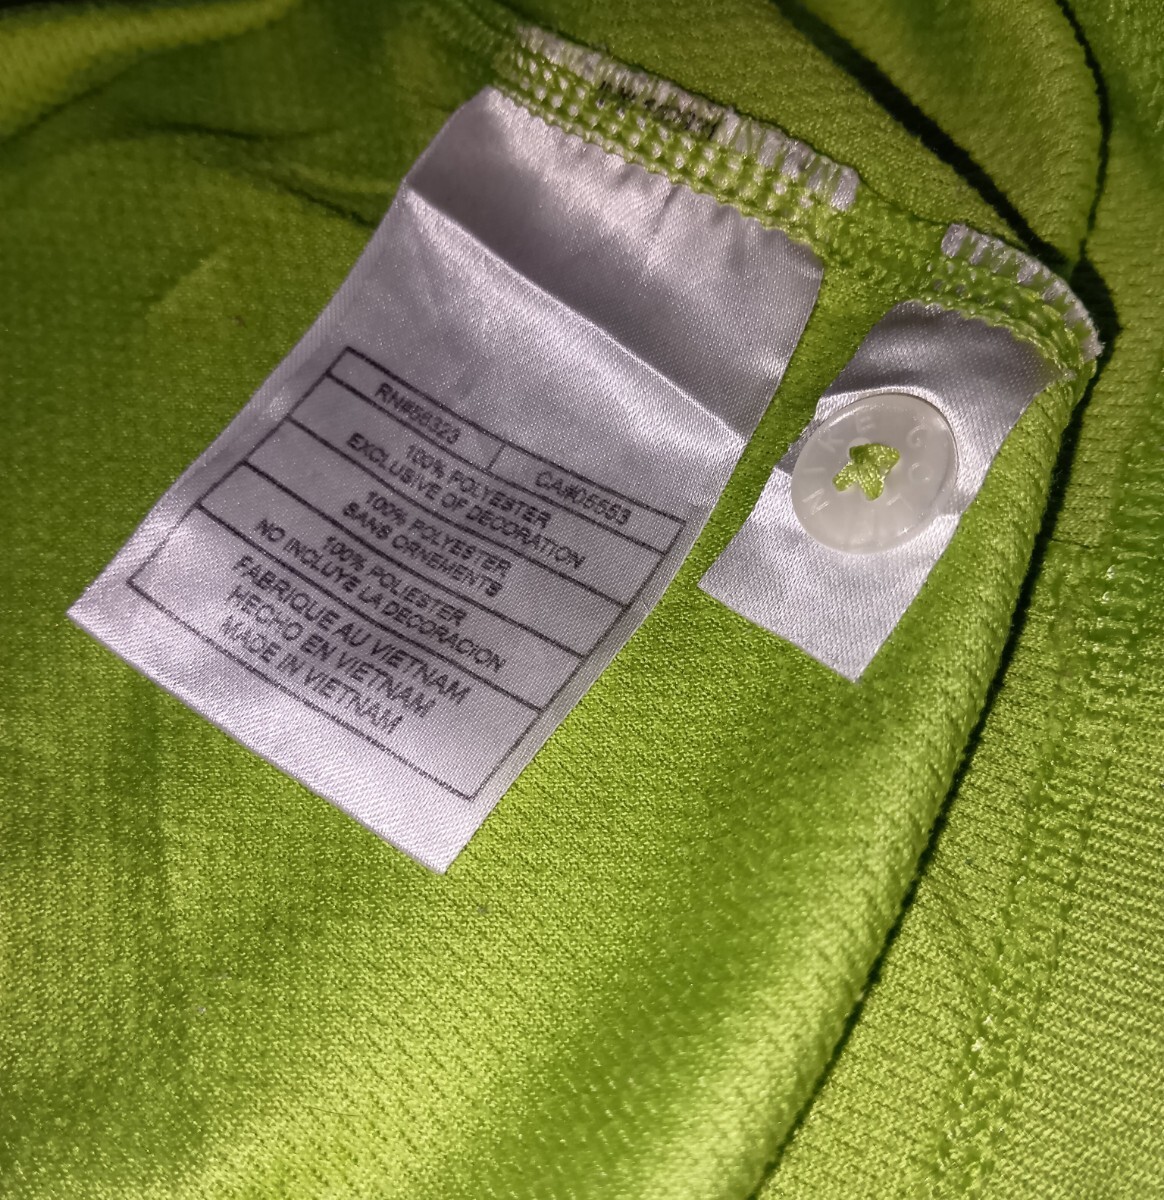 RN#56323
CA#05553
100% POLYESTER
EXCLUSIVE OF DECORATION
100% POLYESTER
SANS ORNEMENTS
100% POLIESTER
NO INCLUYE LA DECORACION
FABRIQUE AU VIETNAM
HECHO EN VIETNAM
MADE IN VIETNAM
NIKE GOLF